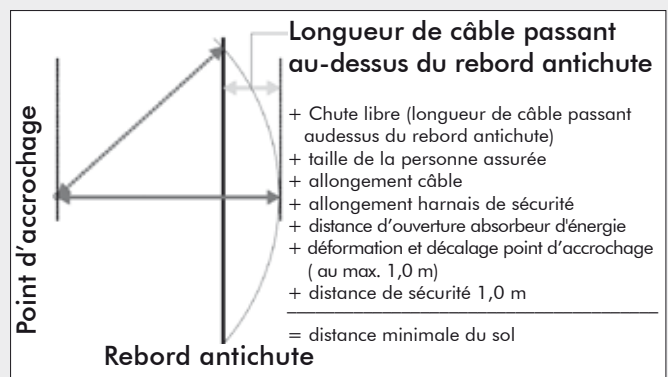 Longueur de câble passant
au-dessus du rebord antichute
+ Chute libre (longueur de câble passant
audessus du rebord antichute)
+ taille de la personne assurée
+ allongement câble
+ allongement harnais de sécurité
+ distance d’ouverture absorbeur d'énergie
+ déformation et décalage point d’accrochage
( au max. 1,0 m)
+ distance de sécurité 1,0 m
= distance minimale du sol
Point d’accrochage
Rebord antichute